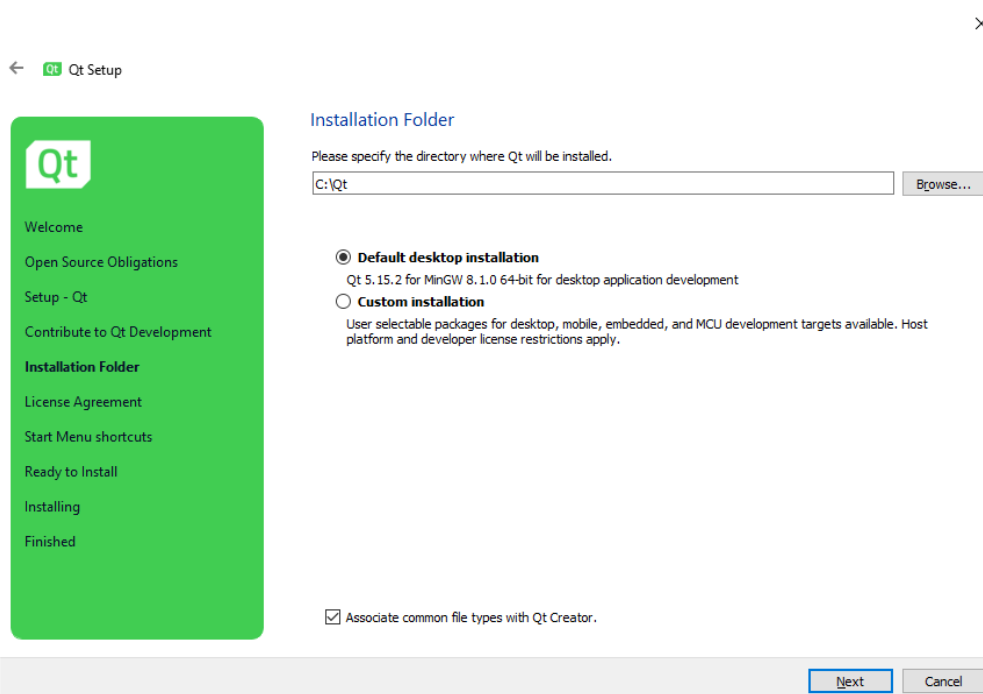 Qt Setup
Qt
Welcome
Open Source Obligations
Setup - Qt
Contribute to Qt Development
Installation Folder
License Agreement
Start Menu shortcuts
Ready to Install
Installing
Finished
Installation Folder
Please specify the directory where Qt will be installed.
C:\Qt
Browse...
Default desktop installation
Qt 5.15.2 for MinGW 8.1.0 64-bit for desktop application development
Custom installation
User selectable packages for desktop, mobile, embedded, and MCU development targets available. Host
platform and developer license restrictions apply.
Associate common file types with Qt Creator.
Next
Cancel